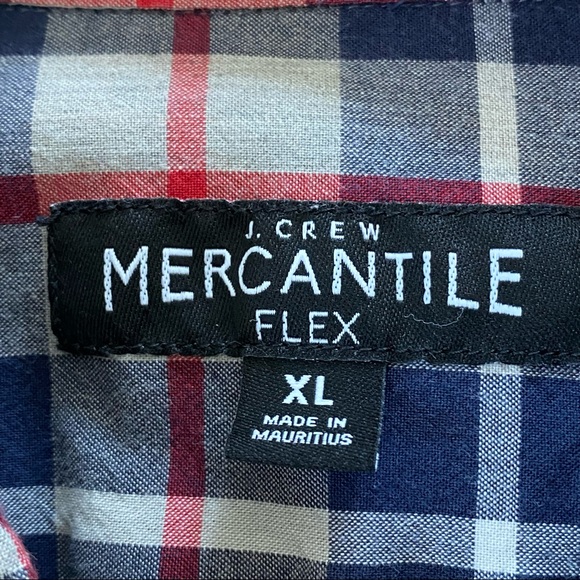 J. CREW
MERCANTILE
FLEX
XL
MADE IN
MAURITIUS